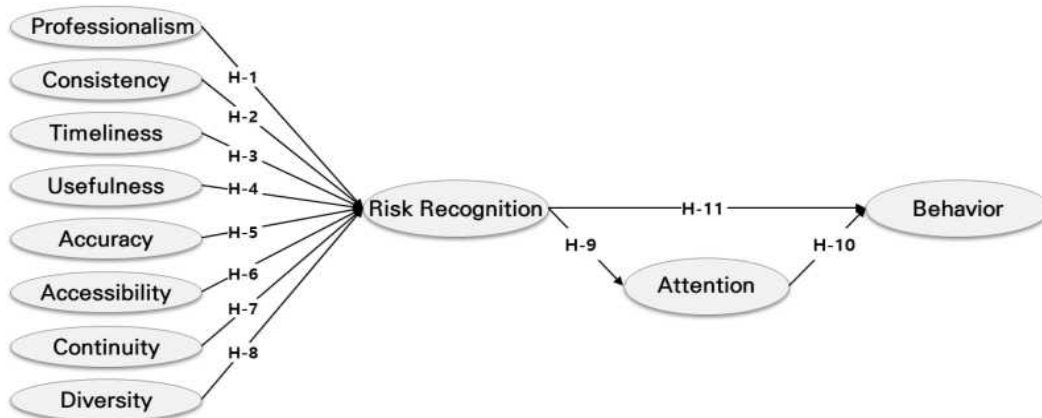 Professionalism
H-1
Consistency
H-2
Timeliness
H-3
Usefulness
H-4
Risk Recognition
H-11
Behavior
Accuracy
H-5
H-9
H-10
Accessibility
H-6
Attention
Continuity
H-7
Diversity
H-8